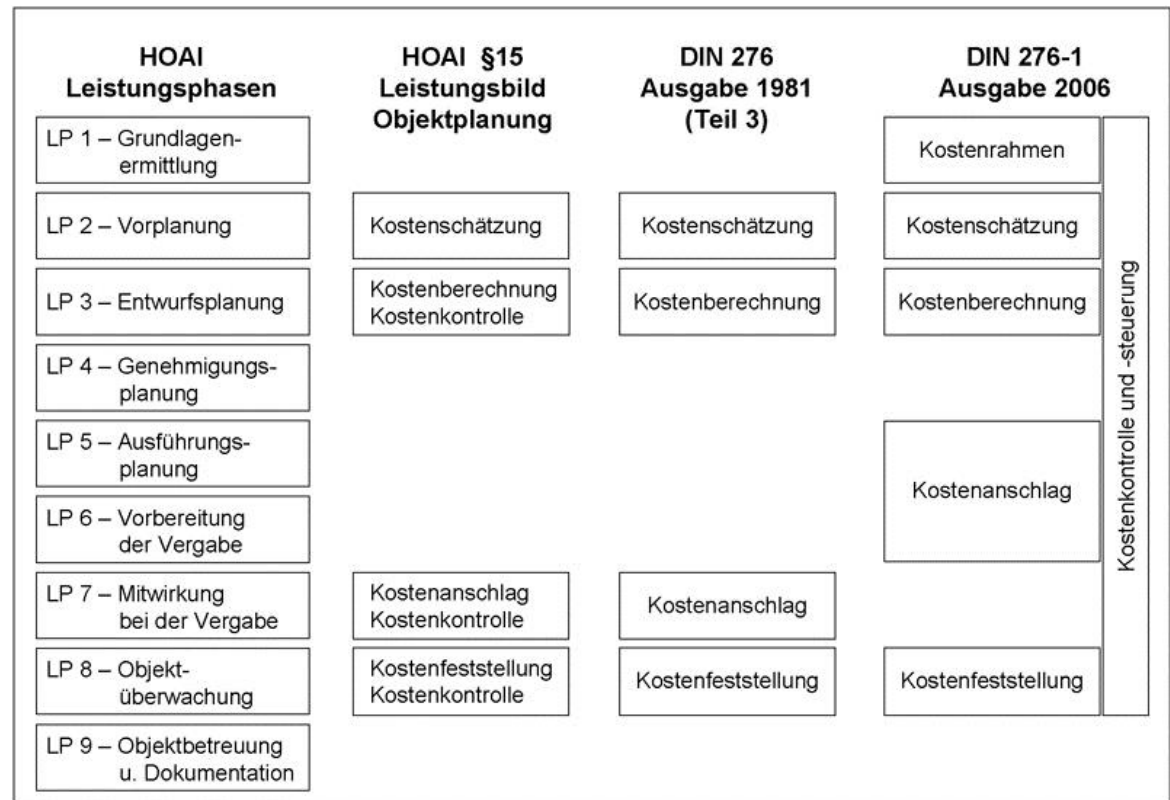 HOAI
Leistungsphasen
HOAI §15
Leistungsbild
Objektplanung
DIN 276
Ausgabe 1981
(Teil 3)
DIN 276-1
Ausgabe 2006
LP 1 – Grundlagen-
ermittlung
Kostenrahmen
LP 2 – Vorplanung
Kostenschätzung
Kostenschätzung
Kostenschätzung
LP 3 – Entwurfsplanung
Kostenberechnung
Kostenkontrolle
Kostenberechnung
Kostenberechnung
LP 4 – Genehmigungs-
planung
LP 5 – Ausführungs-
planung
Kostenanschlag
LP 6 – Vorbereitung
der Vergabe
LP 7 – Mitwirkung
bei der Vergabe
Kostenanschlag
Kostenkontrolle
Kostenanschlag
LP 8 – Objekt-
überwachung
Kostenfeststellung
Kostenkontrolle
Kostenfeststellung
Kostenfeststellung
LP 9 – Objektbetreuung
u. Dokumentation
Kostenkontrolle und -steuerung